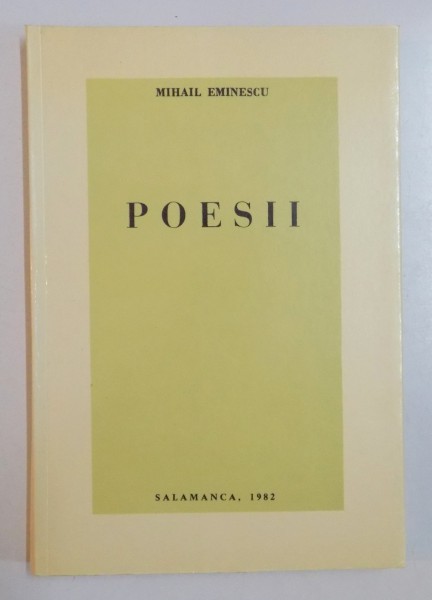 MIHAIL EMINESCU
POESII
SALAMANCA, 1982